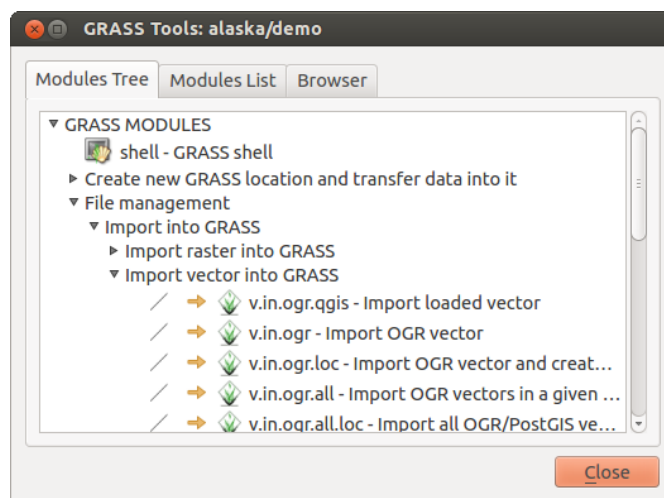 GRASS Tools: alaska/demo
Modules Tree Modules List Browser
GRASS MODULES
shell - GRASS shell
Create new GRASS location and transfer data into it
File management
Import into GRASS
Import raster into GRASS
Import vector into GRASS
v.in.ogr.qgis - Import loaded vector
v.in.ogr - Import OGR vector
v.in.ogr.loc - Import OGR vector and creat...
v.in.ogr.all - Import OGR vectors in a given ...
v.in.ogr.all.loc - Import all OGR/PostGIS ve...
Close